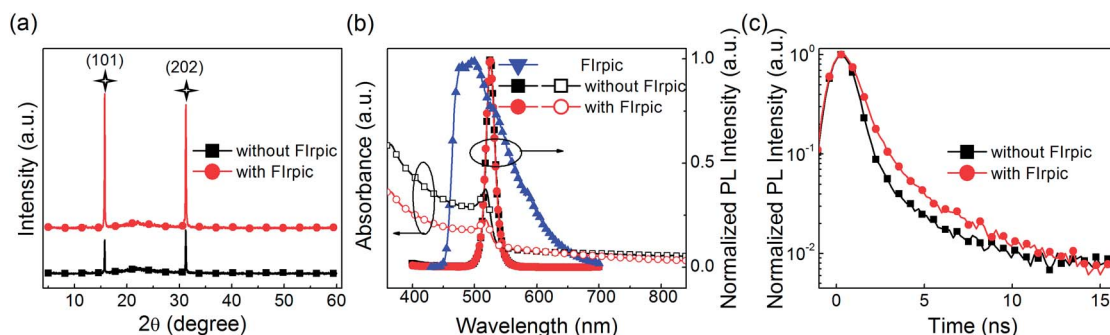 (a)
(101)
(202)
without FIrpic
with FIrpic
Intensity (a.u.)
0 10 20 30 40 50 60
2θ (degree)
(b)
FIrpic
without FIrpic
with FIrpic
Absorbance (a.u.)
400 500 600 700 800
Wavelength (nm)
1.0
0.5
0.0
Normalized PL Intensity (a.u.)
(c)
Normalized PL Intensity (a.u.)
10⁰
10⁻¹
10⁻²
without FIrpic
with FIrpic
0 5 10 15
Time (ns)